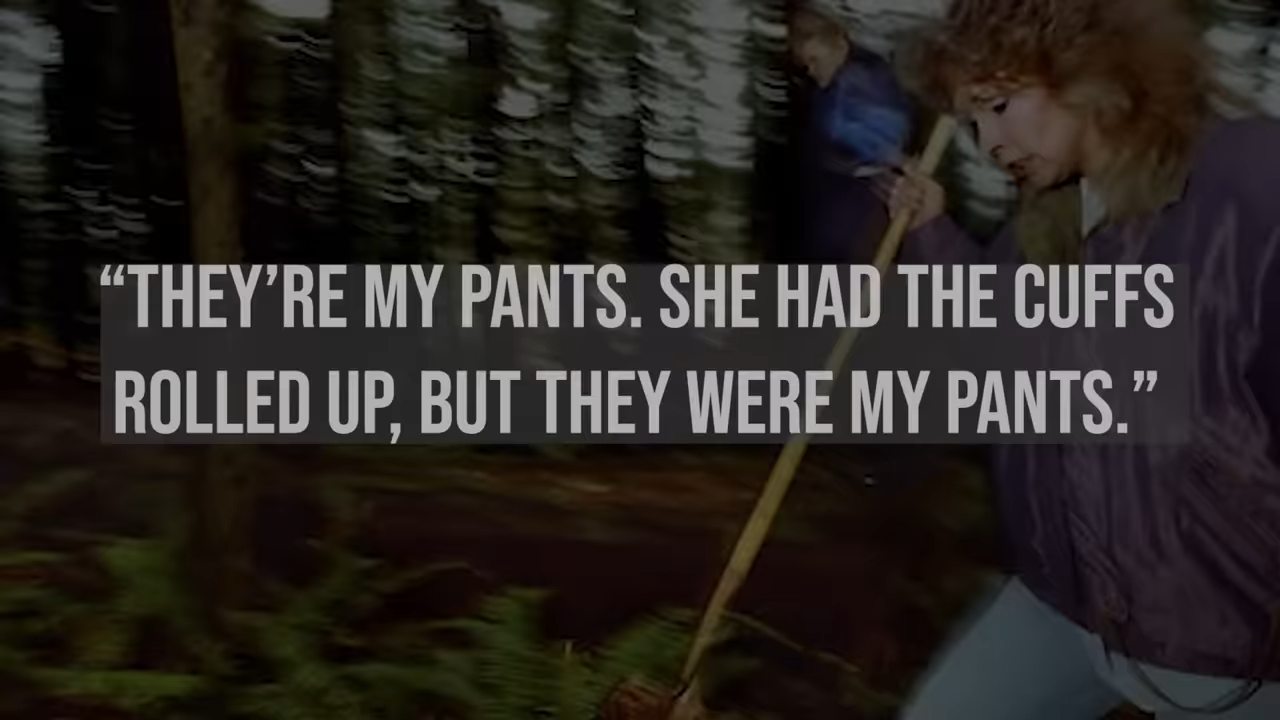 “THEY’RE MY PANTS. SHE HAD THE CUFFS
ROLLED UP, BUT THEY WERE MY PANTS.”